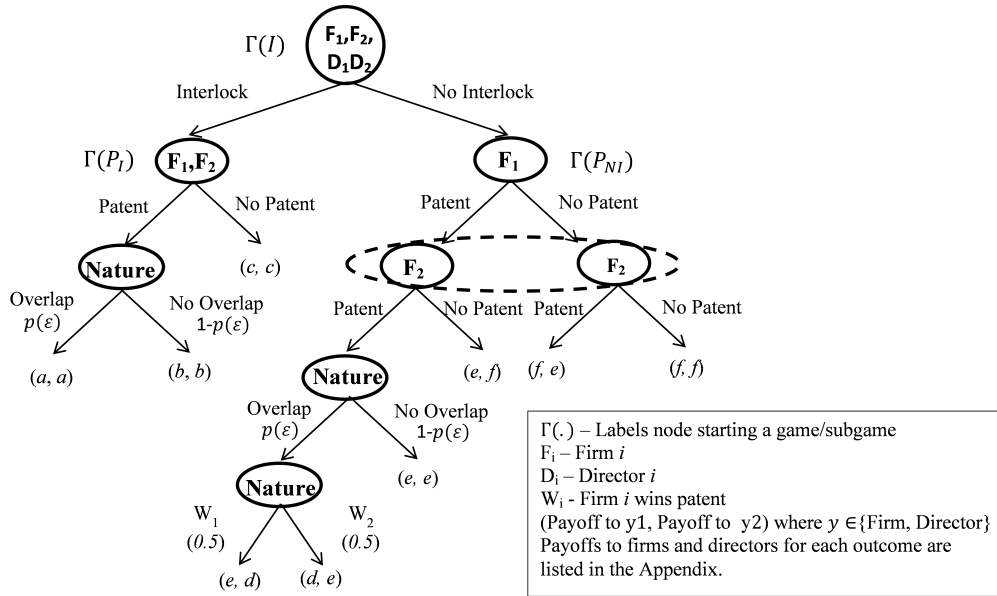 Γ(I)
F1,F2,
D1D2
Interlock
No Interlock
Γ(P_I)
F1,F2
F1
Γ(P_NI)
Patent
No Patent
Patent
No Patent
Nature
(c, c)
F2
F2
Overlap
p(ε)
No Overlap
1-p(ε)
Patent
No Patent
Patent
No Patent
(a, a)
(b, b)
Nature
(e, f)
(f, e)
(f, f)
Overlap
p(ε)
No Overlap
1-p(ε)
Nature
(e, e)
W1
(0.5)
W2
(0.5)
(e, d)
(d, e)
Γ(.) – Labels node starting a game/subgame
Fi – Firm i
Di – Director i
Wi - Firm i wins patent
(Payoff to y1, Payoff to y2) where y ∈{Firm, Director}
Payoffs to firms and directors for each outcome are
listed in the Appendix.